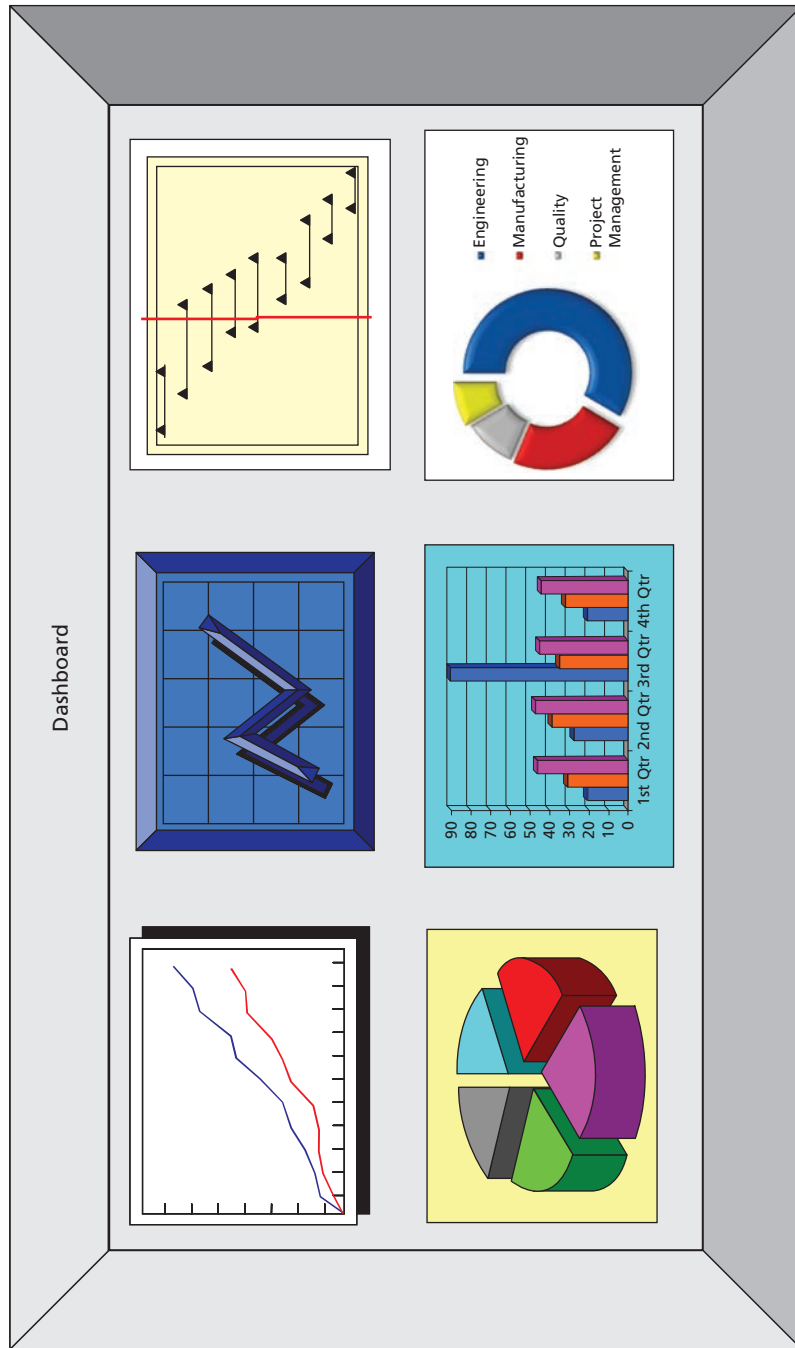 Dashboard
90
80
70
60
50
40
30
20
10
0
1st Qtr 2nd Qtr 3rd Qtr 4th Qtr
Engineering
Manufacturing
Quality
Project
Management